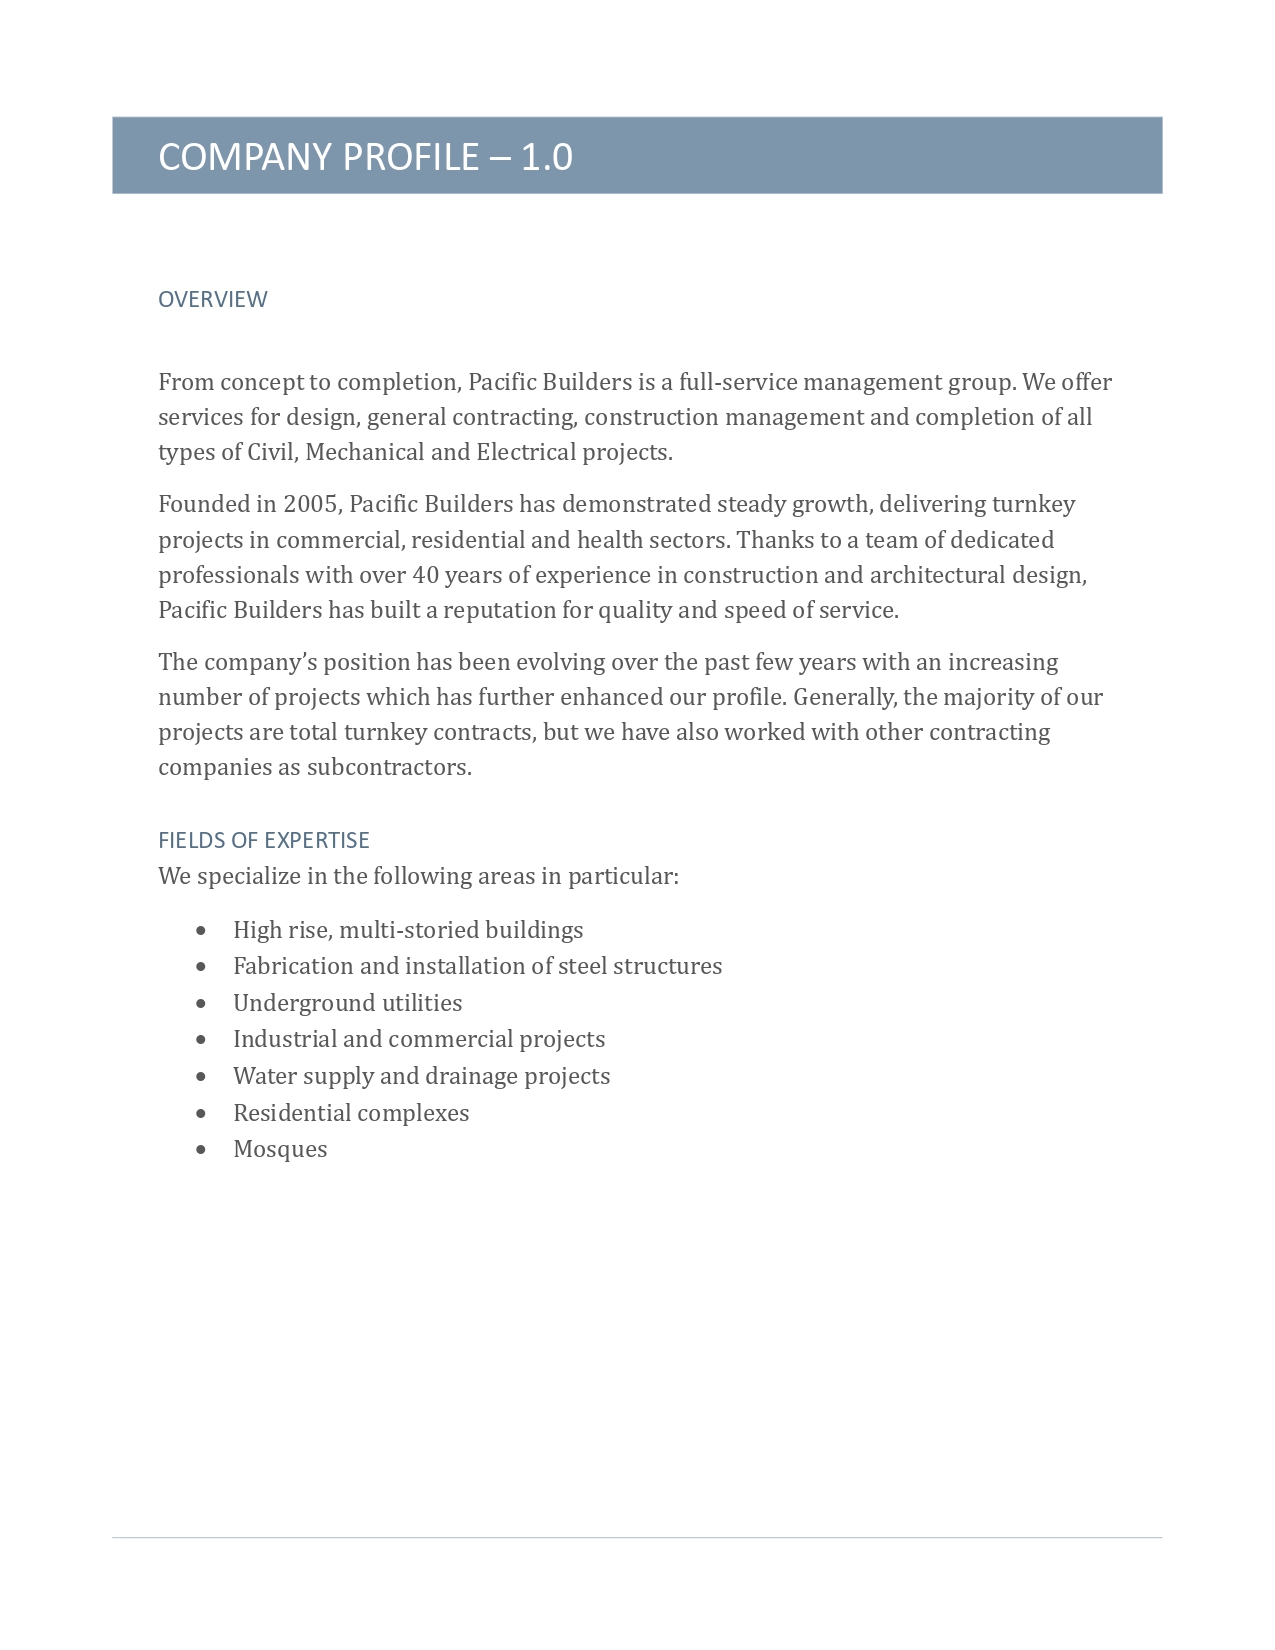 COMPANY PROFILE – 1.0
OVERVIEW
From concept to completion, Pacific Builders is a full-service management group. We offer
services for design, general contracting, construction management and completion of all
types of Civil, Mechanical and Electrical projects.
Founded in 2005, Pacific Builders has demonstrated steady growth, delivering turnkey
projects in commercial, residential and health sectors. Thanks to a team of dedicated
professionals with over 40 years of experience in construction and architectural design,
Pacific Builders has built a reputation for quality and speed of service.
The company’s position has been evolving over the past few years with an increasing
number of projects which has further enhanced our profile. Generally, the majority of our
projects are total turnkey contracts, but we have also worked with other contracting
companies as subcontractors.
FIELDS OF EXPERTISE
We specialize in the following areas in particular:
• High rise, multi-storied buildings
• Fabrication and installation of steel structures
• Underground utilities
• Industrial and commercial projects
• Water supply and drainage projects
• Residential complexes
• Mosques